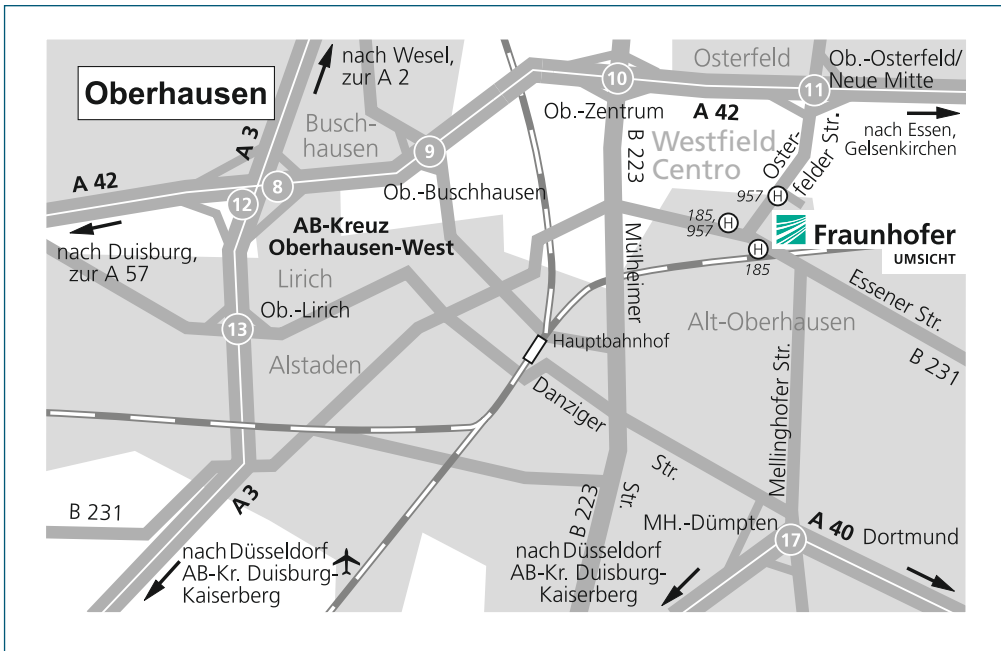 Oberhausen
nach Wesel,
zur A 2
A 3
Busch-
hausen
Osterfeld
Ob.-Osterfeld/
Neue Mitte
10
11
Ob.-Zentrum
A 42
nach Essen,
Gelsenkirchen
B 223
Westfield
Centro
Oster-
felder Str.
9
Ob.-Buschhausen
A 42
8
12
957 H
185,
957
H
H
185
Fraunhofer
UMSICHT
nach Duisburg,
zur A 57
AB-Kreuz
Oberhausen-West
Lirich
Ob.-Lirich
13
Alstaden
Mülheimer
Str.
Hauptbahnhof
Alt-Oberhausen
Essener Str.
B 231
Mellinghofer Str.
Danziger
Str.
B 231
A 3
B 223
MH.-Dümpten
17
A 40
Dortmund
nach Düsseldorf
AB-Kr. Duisburg-
Kaiserberg
nach Düsseldorf
AB-Kr. Duisburg-
Kaiserberg